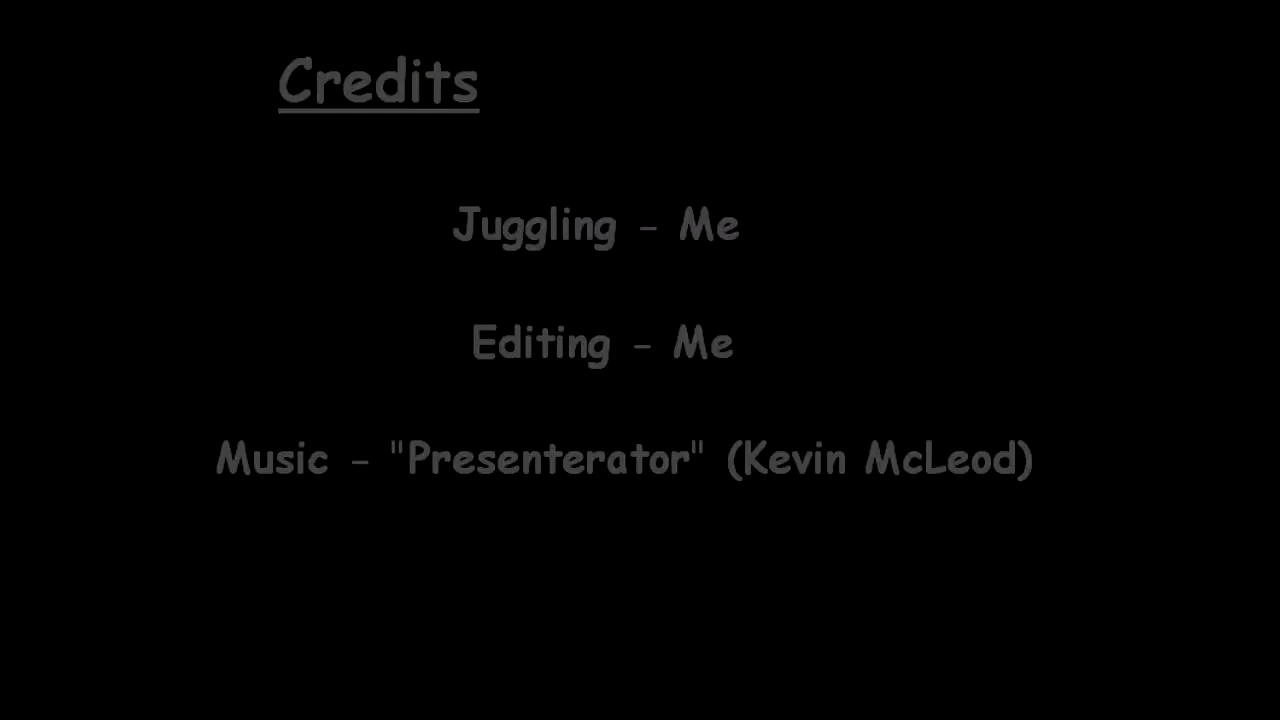 Credits
Juggling - Me
Editing - Me
Music - "Presenterator" (Kevin McLeod)